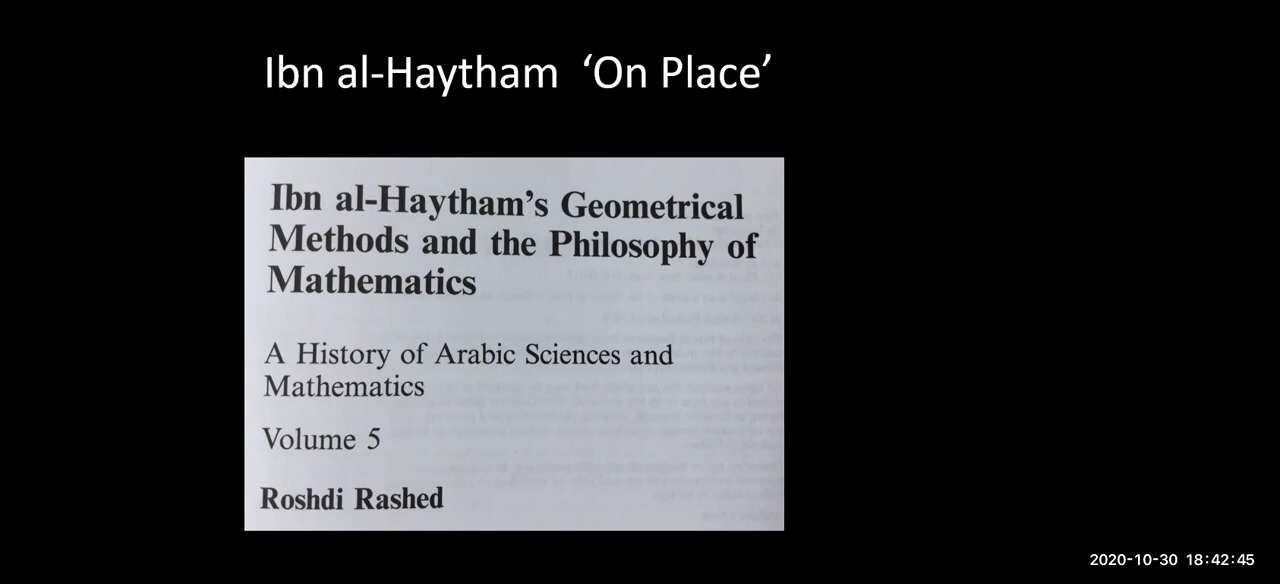 Ibn al-Haytham ‘On Place’
Ibn al-Haytham’s Geometrical
Methods and the Philosophy of
Mathematics
A History of Arabic Sciences and
Mathematics
Volume 5
Roshdi Rashed
2020-10-30 18:42:45